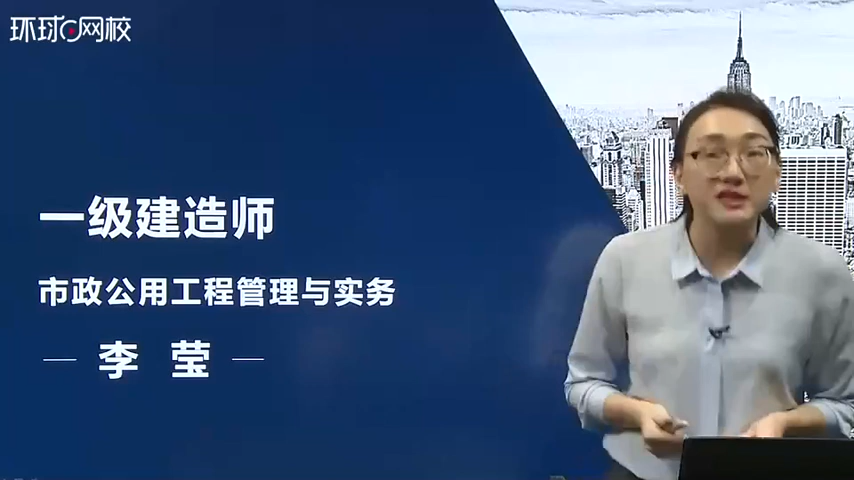 环球网校
一级建造师
市政公用工程管理与实务
李 莹